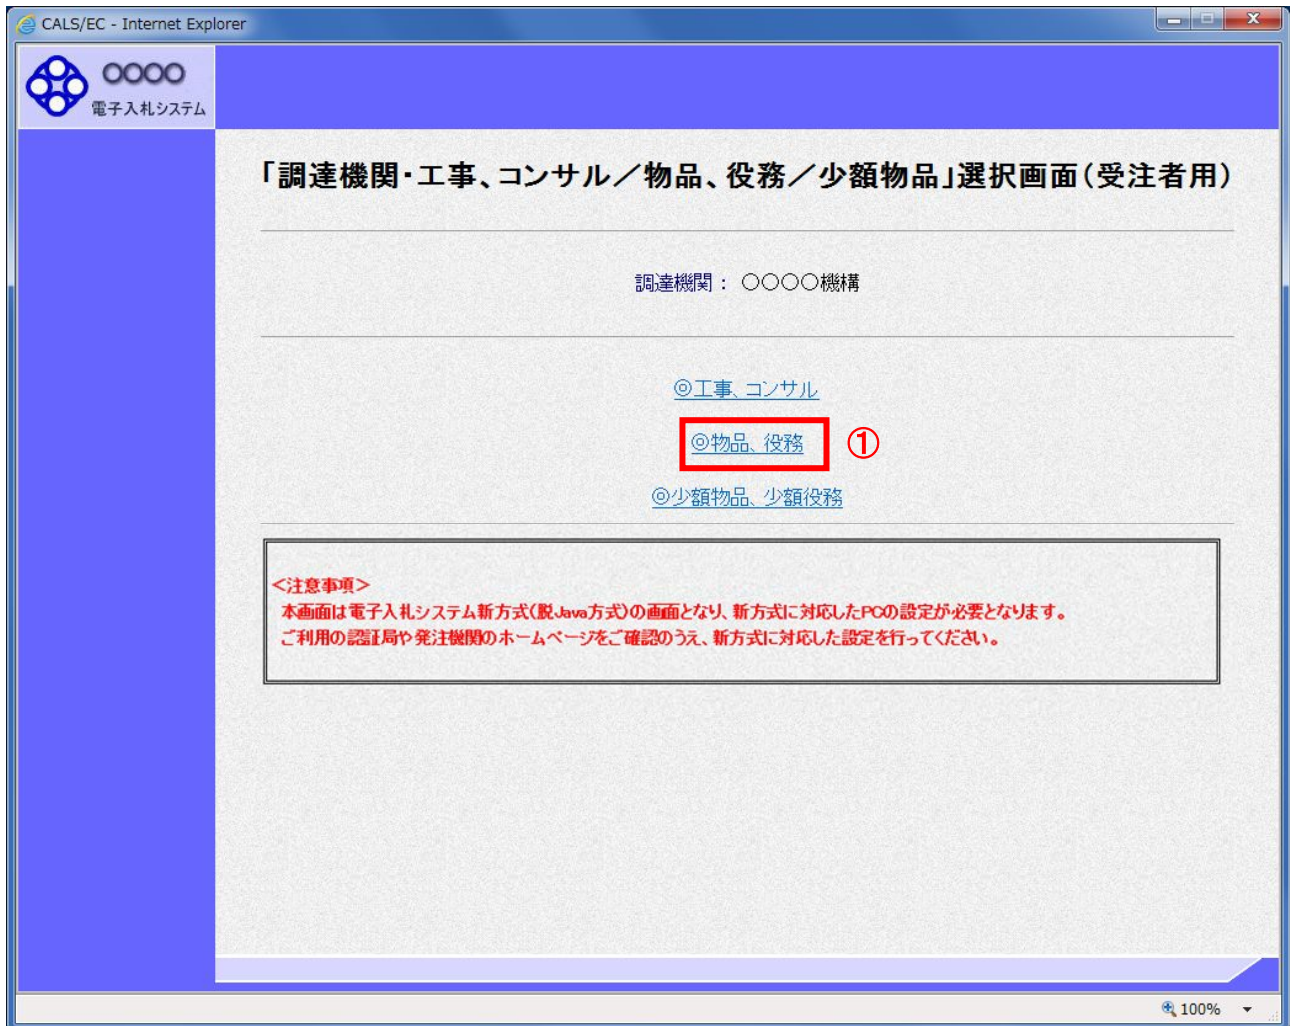 CALS/EC - Internet Explorer
〇〇〇〇
電子入札システム
「調達機関・工事、コンサル／物品、役務／少額物品」選択画面（受注者用）
調達機関： 〇〇〇〇機構
◎工事、コンサル
◎物品、役務 ①
◎少額物品、少額役務
＜注意事項＞
本画面は電子入札システム新方式(脱Java方式)の画面となり、新方式に対応したPCの設定が必要となります。
ご利用の認証局や発注機関のホームページをご確認のうえ、新方式に対応した設定を行ってください。
100%